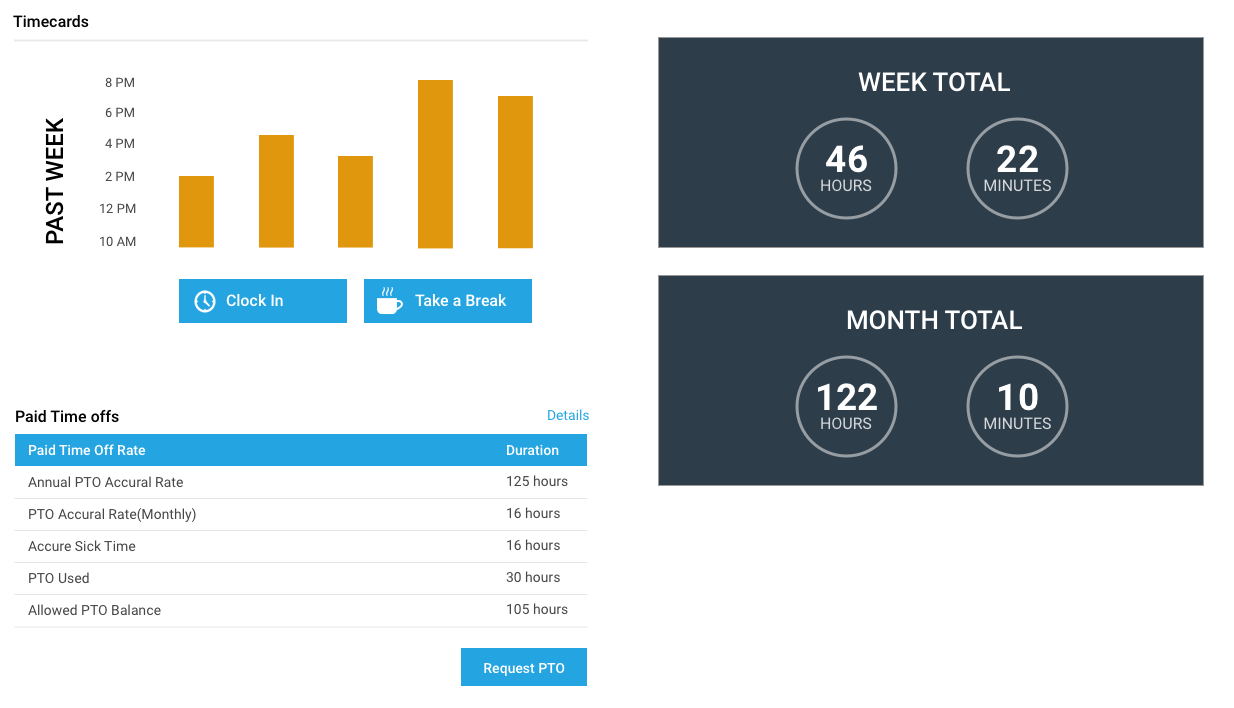 Timecards
PAST WEEK
8 PM
6 PM
4 PM
2 PM
12 PM
10 AM
Clock In
Take a Break
WEEK TOTAL
46
HOURS
22
MINUTES
MONTH TOTAL
122
HOURS
10
MINUTES
Paid Time offs
Details
Paid Time Off Rate Duration
Annual PTO Accural Rate 125 hours
PTO Accural Rate(Monthly) 16 hours
Accure Sick Time 16 hours
PTO Used 30 hours
Allowed PTO Balance 105 hours
Request PTO